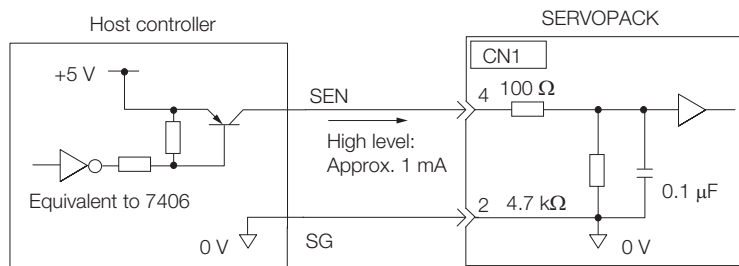 Host controller
SERVOPACK
+5 V
CN1
SEN
4
100 Ω
High level:
Approx. 1 mA
Equivalent to 7406
2
4.7 kΩ
0.1 μF
0 V
SG
0 V